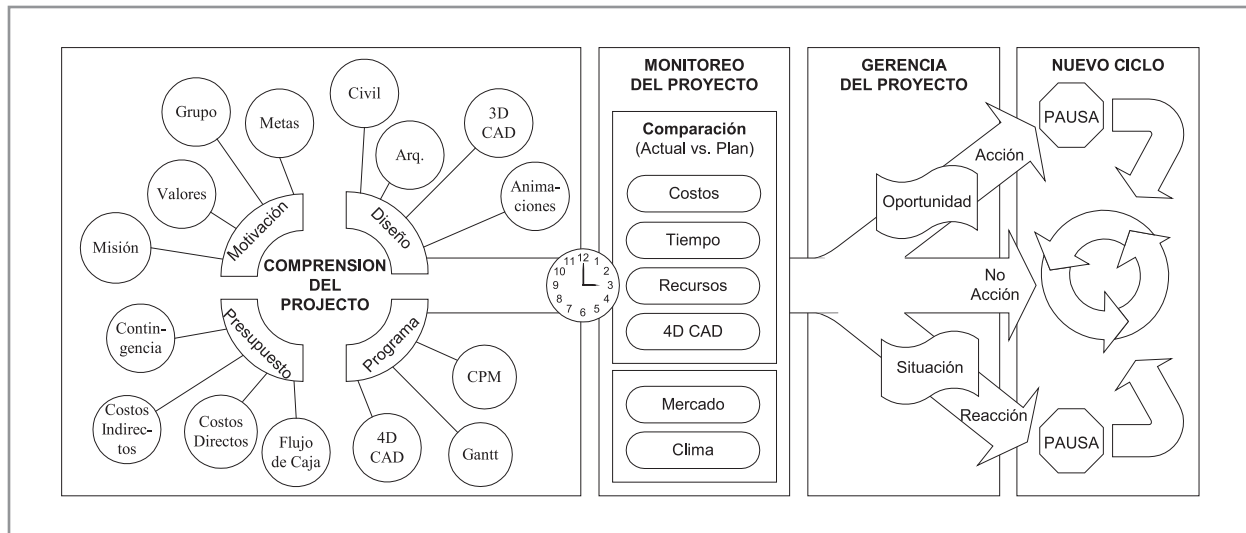 Civil
3D
CAD
Grupo
Metas
Arq.
Anima-
ciones
Valores
Misión
Motivación
Diseño
COMPRENSION
DEL
PROJECTO
Presupuesto
Programa
Contin-
gencia
Costos
Indirec-
tos
Costos
Directos
Flujo
de Caja
4D
CAD
Gantt
CPM
12
1
2
3
4
5
6
7
8
9
10
11
MONITOREO
DEL PROYECTO
Comparación
(Actual vs. Plan)
Costos
Tiempo
Recursos
4D CAD
Mercado
Clima
GERENCIA
DEL PROYECTO
Acción
Oportunidad
No
Acción
Situación
Reacción
NUEVO CICLO
PAUSA
PAUSA